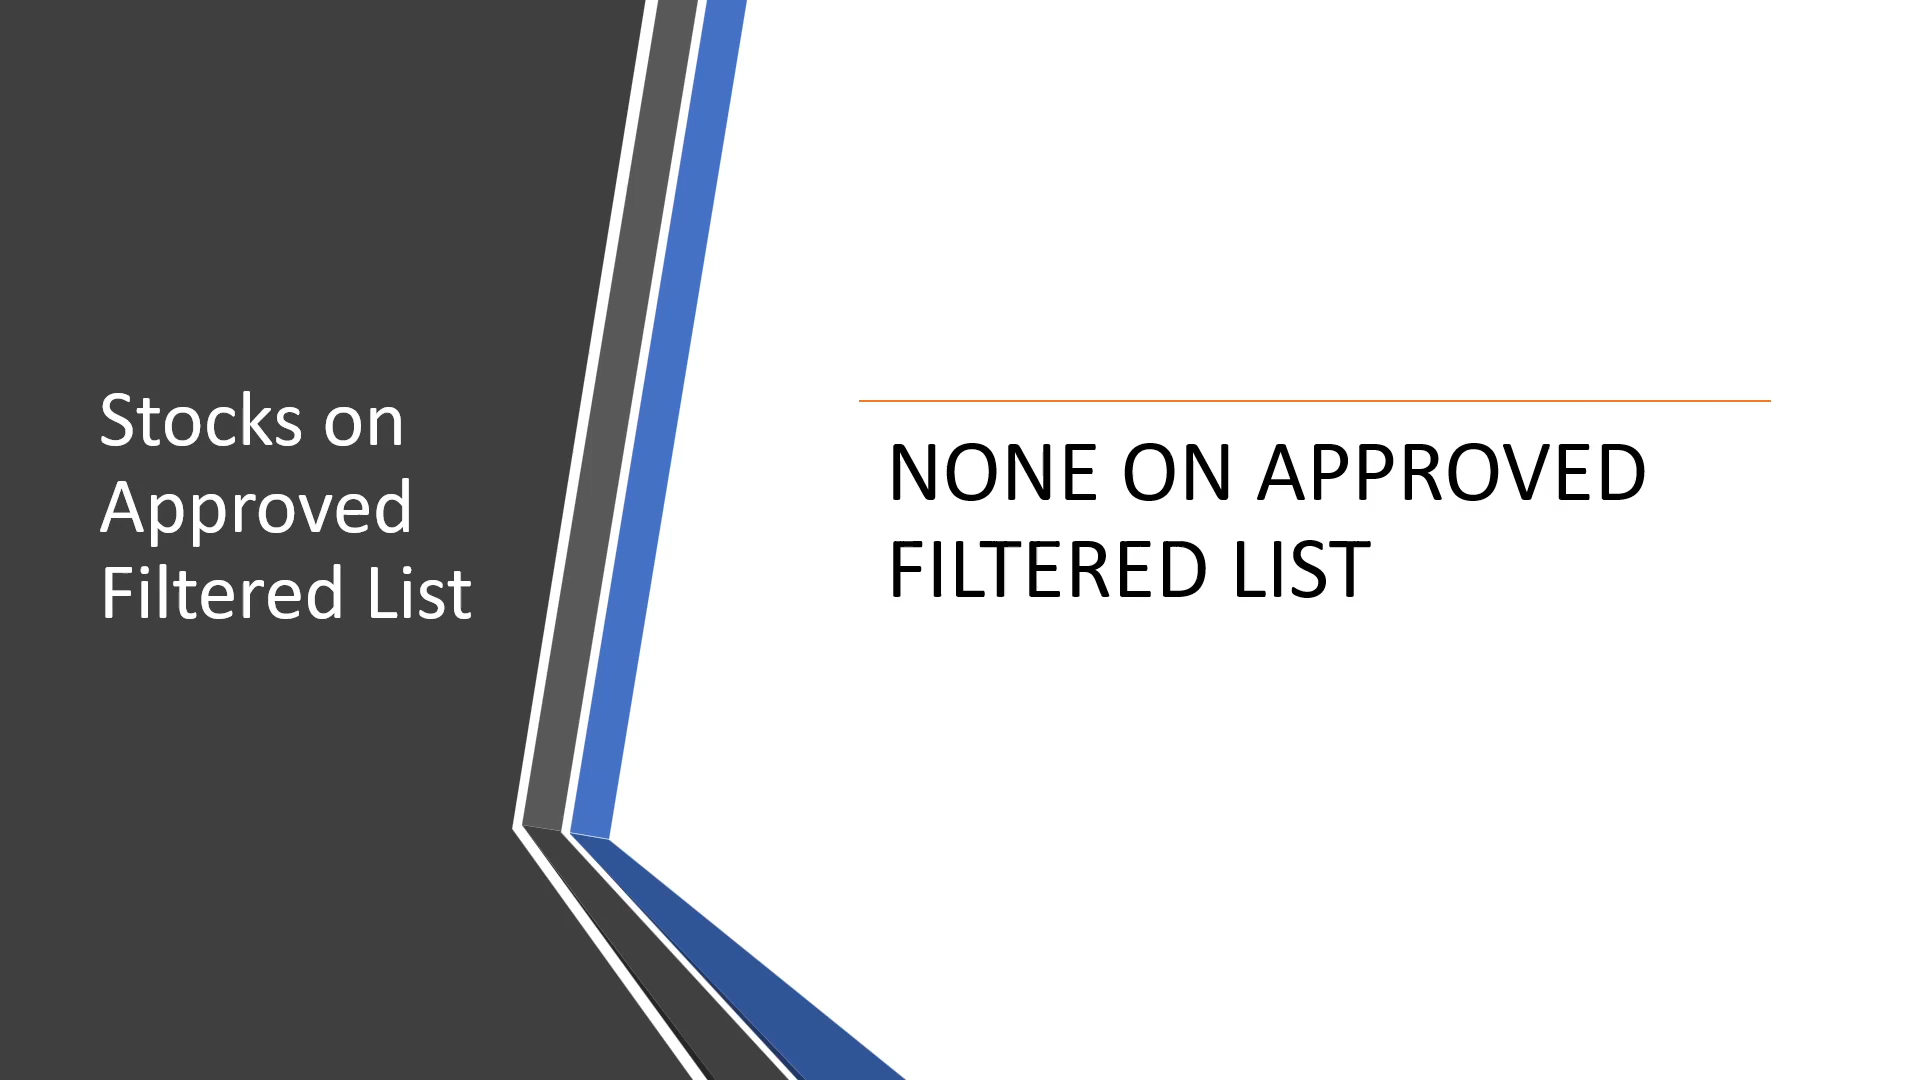 Stocks on
Approved
Filtered List
NONE ON APPROVED
FILTERED LIST